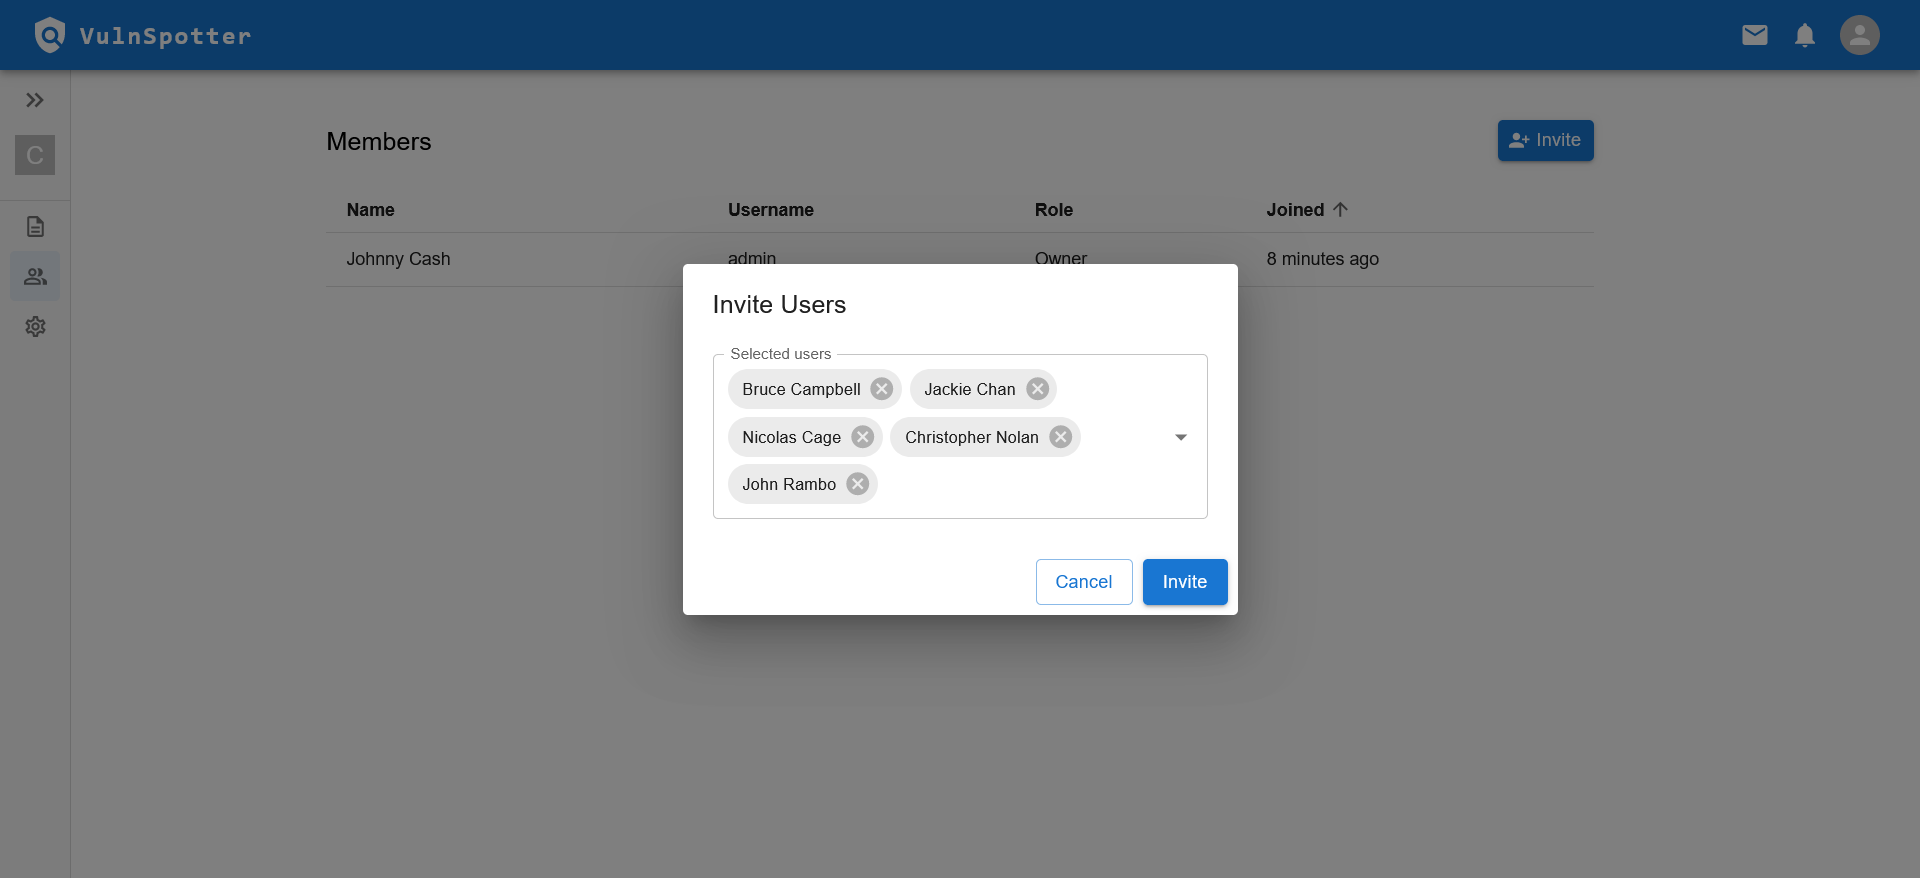 VulnSpotter
C
Members
Invite
Name Username Role Joined
Johnny Cash admin Owner 8 minutes ago
Invite Users
Selected users
Bruce Campbell Jackie Chan
Nicolas Cage Christopher Nolan
John Rambo
Cancel Invite